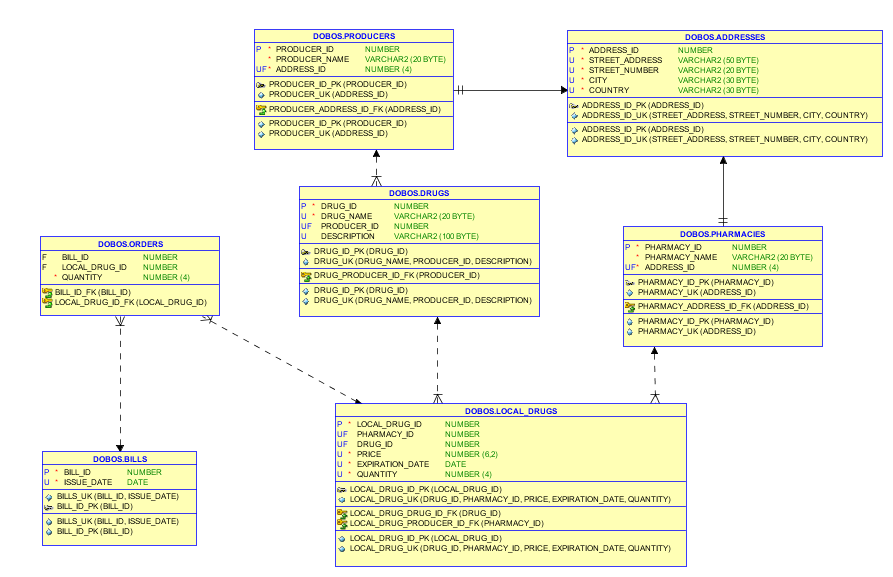 DOBOS.PRODUCERS
P * PRODUCER_ID NUMBER
* PRODUCER_NAME VARCHAR2 (20 BYTE)
UF* ADDRESS_ID NUMBER (4)
PRODUCER_ID_PK (PRODUCER_ID)
PRODUCER_UK (ADDRESS_ID)
PRODUCER_ADDRESS_ID_FK (ADDRESS_ID)
PRODUCER_ID_PK (PRODUCER_ID)
PRODUCER_UK (ADDRESS_ID)
DOBOS.ADDRESSES
P * ADDRESS_ID NUMBER
U * STREET_ADDRESS VARCHAR2 (50 BYTE)
U * STREET_NUMBER VARCHAR2 (20 BYTE)
U * CITY VARCHAR2 (30 BYTE)
U * COUNTRY VARCHAR2 (30 BYTE)
ADDRESS_ID_PK (ADDRESS_ID)
ADDRESS_ID_UK (STREET_ADDRESS, STREET_NUMBER, CITY, COUNTRY)
ADDRESS_ID_PK (ADDRESS_ID)
ADDRESS_ID_UK (STREET_ADDRESS, STREET_NUMBER, CITY, COUNTRY)
DOBOS.DRUGS
P * DRUG_ID NUMBER
U * DRUG_NAME VARCHAR2 (20 BYTE)
UF PRODUCER_ID NUMBER
U DESCRIPTION VARCHAR2 (100 BYTE)
DRUG_ID_PK (DRUG_ID)
DRUG_UK (DRUG_NAME, PRODUCER_ID, DESCRIPTION)
DRUG_PRODUCER_ID_FK (PRODUCER_ID)
DRUG_ID_PK (DRUG_ID)
DRUG_UK (DRUG_NAME, PRODUCER_ID, DESCRIPTION)
DOBOS.PHARMACIES
P * PHARMACY_ID NUMBER
* PHARMACY_NAME VARCHAR2 (20 BYTE)
UF* ADDRESS_ID NUMBER (4)
PHARMACY_ID_PK (PHARMACY_ID)
PHARMACY_UK (ADDRESS_ID)
PHARMACY_ADDRESS_ID_FK (ADDRESS_ID)
PHARMACY_ID_PK (PHARMACY_ID)
PHARMACY_UK (ADDRESS_ID)
DOBOS.ORDERS
F BILL_ID NUMBER
F LOCAL_DRUG_ID NUMBER
* QUANTITY NUMBER (4)
BILL_ID_FK (BILL_ID)
LOCAL_DRUG_ID_FK (LOCAL_DRUG_ID)
DOBOS.BILLS
P * BILL_ID NUMBER
U * ISSUE_DATE DATE
BILLS_UK (BILL_ID, ISSUE_DATE)
BILL_ID_PK (BILL_ID)
BILLS_UK (BILL_ID, ISSUE_DATE)
BILL_ID_PK (BILL_ID)
DOBOS.LOCAL_DRUGS
P * LOCAL_DRUG_ID NUMBER
UF PHARMACY_ID NUMBER
UF DRUG_ID NUMBER
U * PRICE NUMBER (6,2)
U * EXPIRATION_DATE DATE
U * QUANTITY NUMBER (4)
LOCAL_DRUG_ID_PK (LOCAL_DRUG_ID)
LOCAL_DRUG_UK (DRUG_ID, PHARMACY_ID, PRICE, EXPIRATION_DATE, QUANTITY)
LOCAL_DRUG_DRUG_ID_FK (DRUG_ID)
LOCAL_DRUG_PRODUCER_ID_FK (PHARMACY_ID)
LOCAL_DRUG_ID_PK (LOCAL_DRUG_ID)
LOCAL_DRUG_UK (DRUG_ID, PHARMACY_ID, PRICE, EXPIRATION_DATE, QUANTITY)